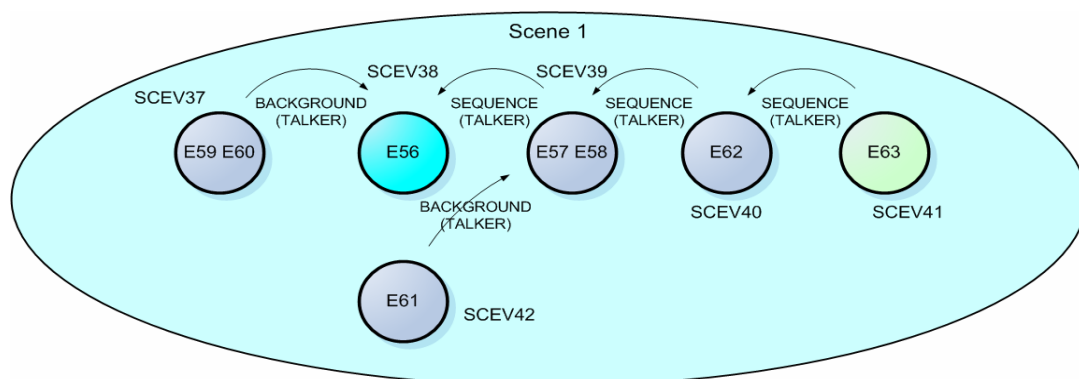 Scene 1
SCEV37
SCEV38
SCEV39
BACKGROUND
(TALKER)
SEQUENCE
(TALKER)
SEQUENCE
(TALKER)
SEQUENCE
(TALKER)
E59 E60
E56
E57 E58
E62
E63
BACKGROUND
(TALKER)
SCEV40
SCEV41
E61
SCEV42